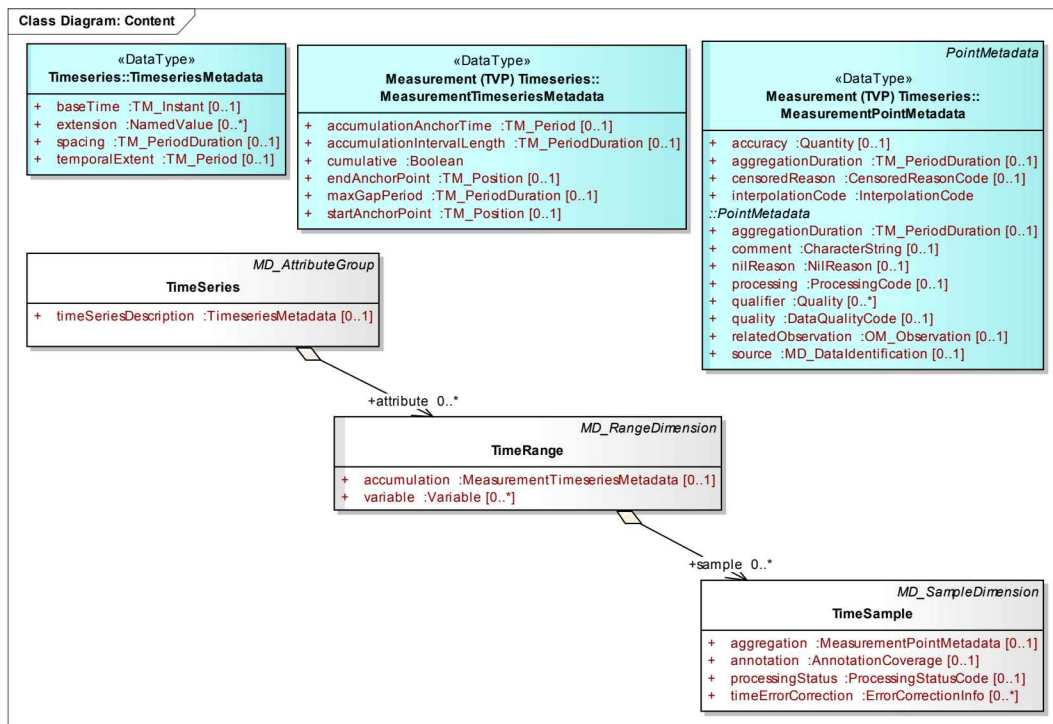 Class Diagram: Content
«DataType»
Timeseries::TimeseriesMetadata
+ baseTime :TM_Instant [0..1]
+ extension :NamedValue [0..*]
+ spacing :TM_PeriodDuration [0..1]
+ temporalExtent :TM_Period [0..1]
«DataType»
Measurement (TVP) Timeseries::
MeasurementTimeseriesMetadata
+ accumulationAnchorTime :TM_Period [0..1]
+ accumulationIntervalLength :TM_PeriodDuration [0..1]
+ cumulative :Boolean
+ endAnchorPoint :TM_Position [0..1]
+ maxGapPeriod :TM_PeriodDuration [0..1]
+ startAnchorPoint :TM_Position [0..1]
PointMetadata
«DataType»
Measurement (TVP) Timeseries::
MeasurementPointMetadata
+ accuracy :Quantity [0..1]
+ aggregationDuration :TM_PeriodDuration [0..1]
+ censoredReason :CensoredReasonCode [0..1]
+ interpolationCode :InterpolationCode
::PointMetadata
+ aggregationDuration :TM_PeriodDuration [0..1]
+ comment :CharacterString [0..1]
+ nilReason :NilReason [0..1]
+ processing :ProcessingCode [0..1]
+ qualifier :Quality [0..*]
+ quality :DataQualityCode [0..1]
+ relatedObservation :OM_Observation [0..1]
+ source :MD_DataIdentification [0..1]
MD_AttributeGroup
TimeSeries
+ timeSeriesDescription :TimeseriesMetadata [0..1]
+attribute 0..*
MD_RangeDimension
TimeRange
+ accumulation :MeasurementTimeseriesMetadata [0..1]
+ variable :Variable [0..*]
+sample 0..*
MD_SampleDimension
TimeSample
+ aggregation :MeasurementPointMetadata [0..1]
+ annotation :AnnotationCoverage [0..1]
+ processingStatus :ProcessingStatusCode [0..1]
+ timeErrorCorrection :ErrorCorrectionInfo [0..*]